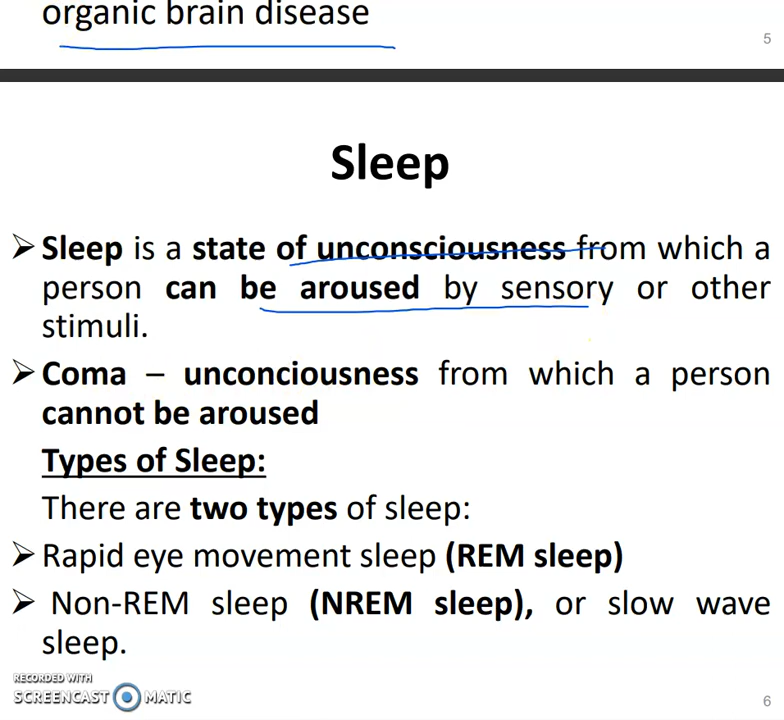 organic brain disease
5
Sleep
➢ Sleep is a state of unconsciousness from which a
person can be aroused by sensory or other
stimuli.
➢ Coma – unconciousness from which a person
cannot be aroused
Types of Sleep:
There are two types of sleep:
➢ Rapid eye movement sleep (REM sleep)
➢ Non-REM sleep (NREM sleep), or slow wave
sleep.
RECORDED WITH
SCREENCAST MATIC
6